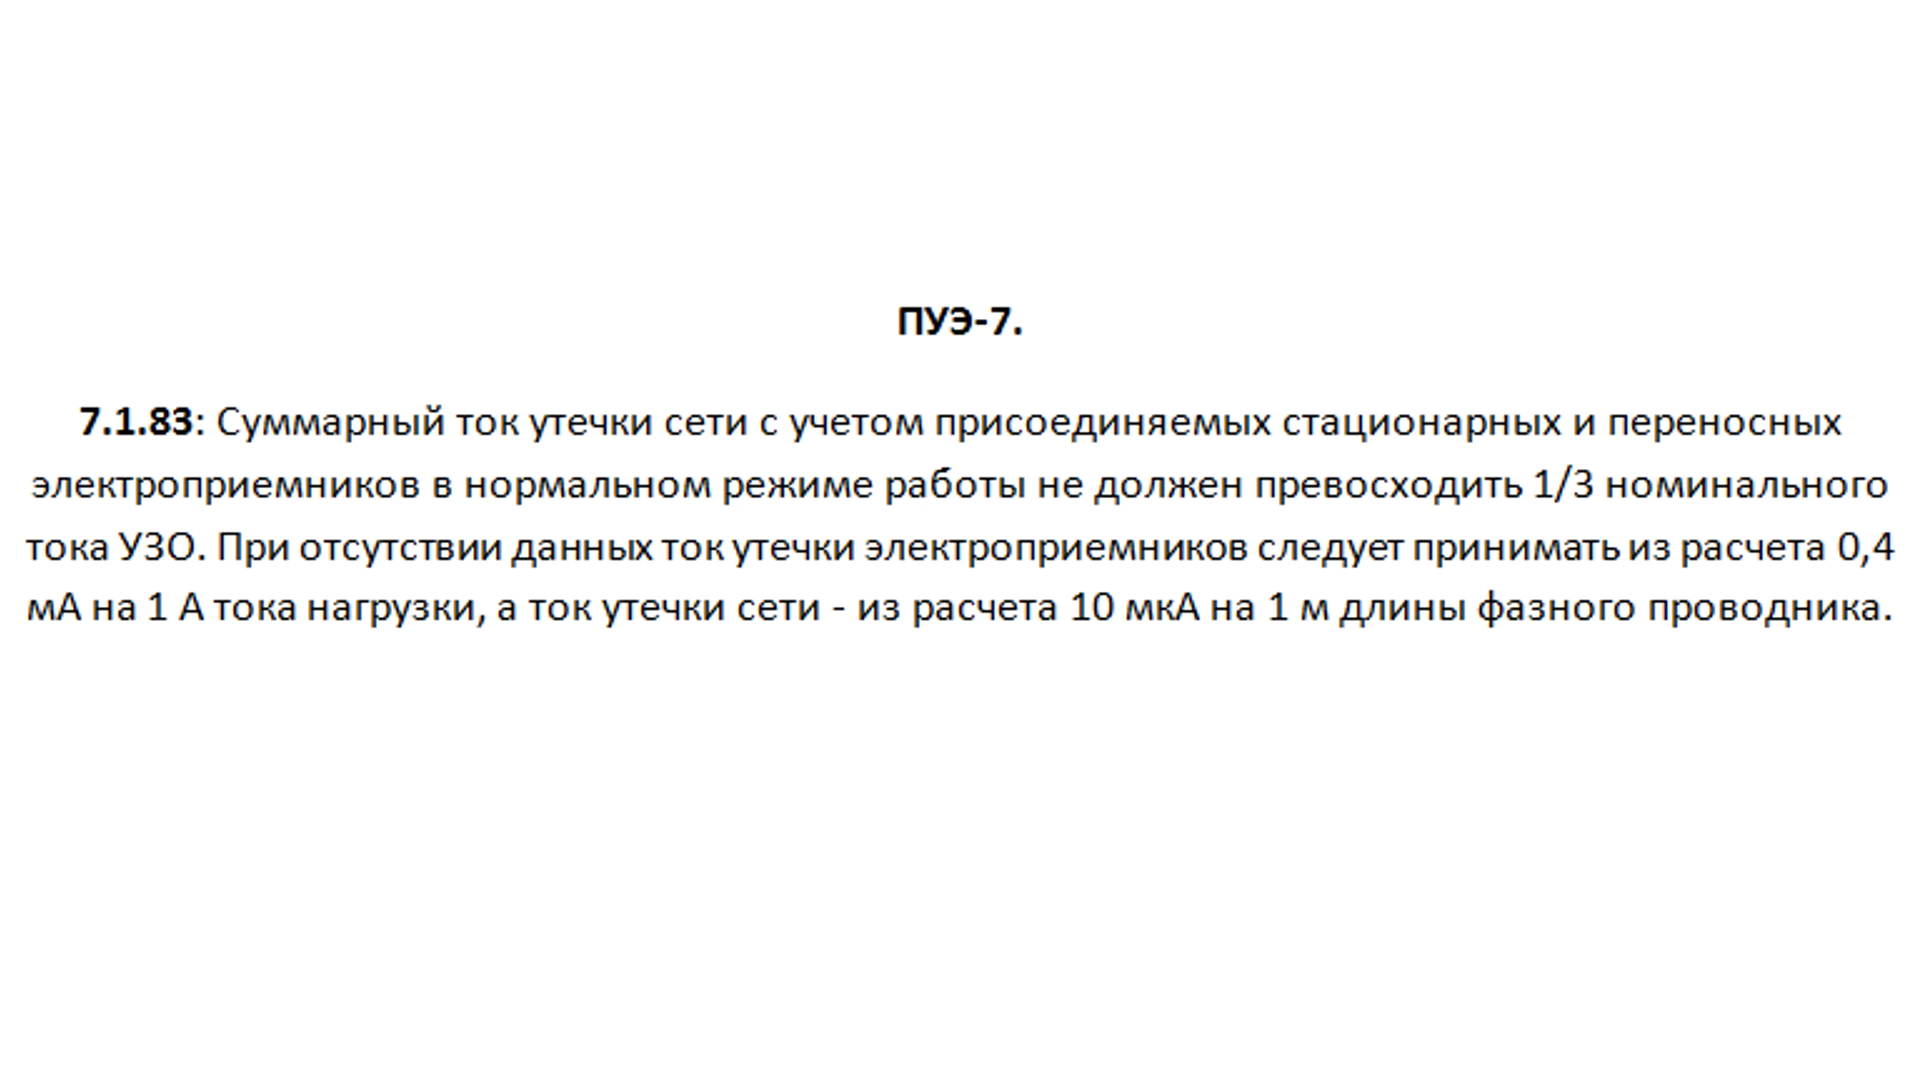 ПУЭ-7.
7.1.83: Суммарный ток утечки сети с учетом присоединяемых стационарных и переносных
электроприемников в нормальном режиме работы не должен превосходить 1/3 номинального
тока УЗО. При отсутствии данных ток утечки электроприемников следует принимать из расчета 0,4
мА на 1 А тока нагрузки, а ток утечки сети - из расчета 10 мкА на 1 м длины фазного проводника.